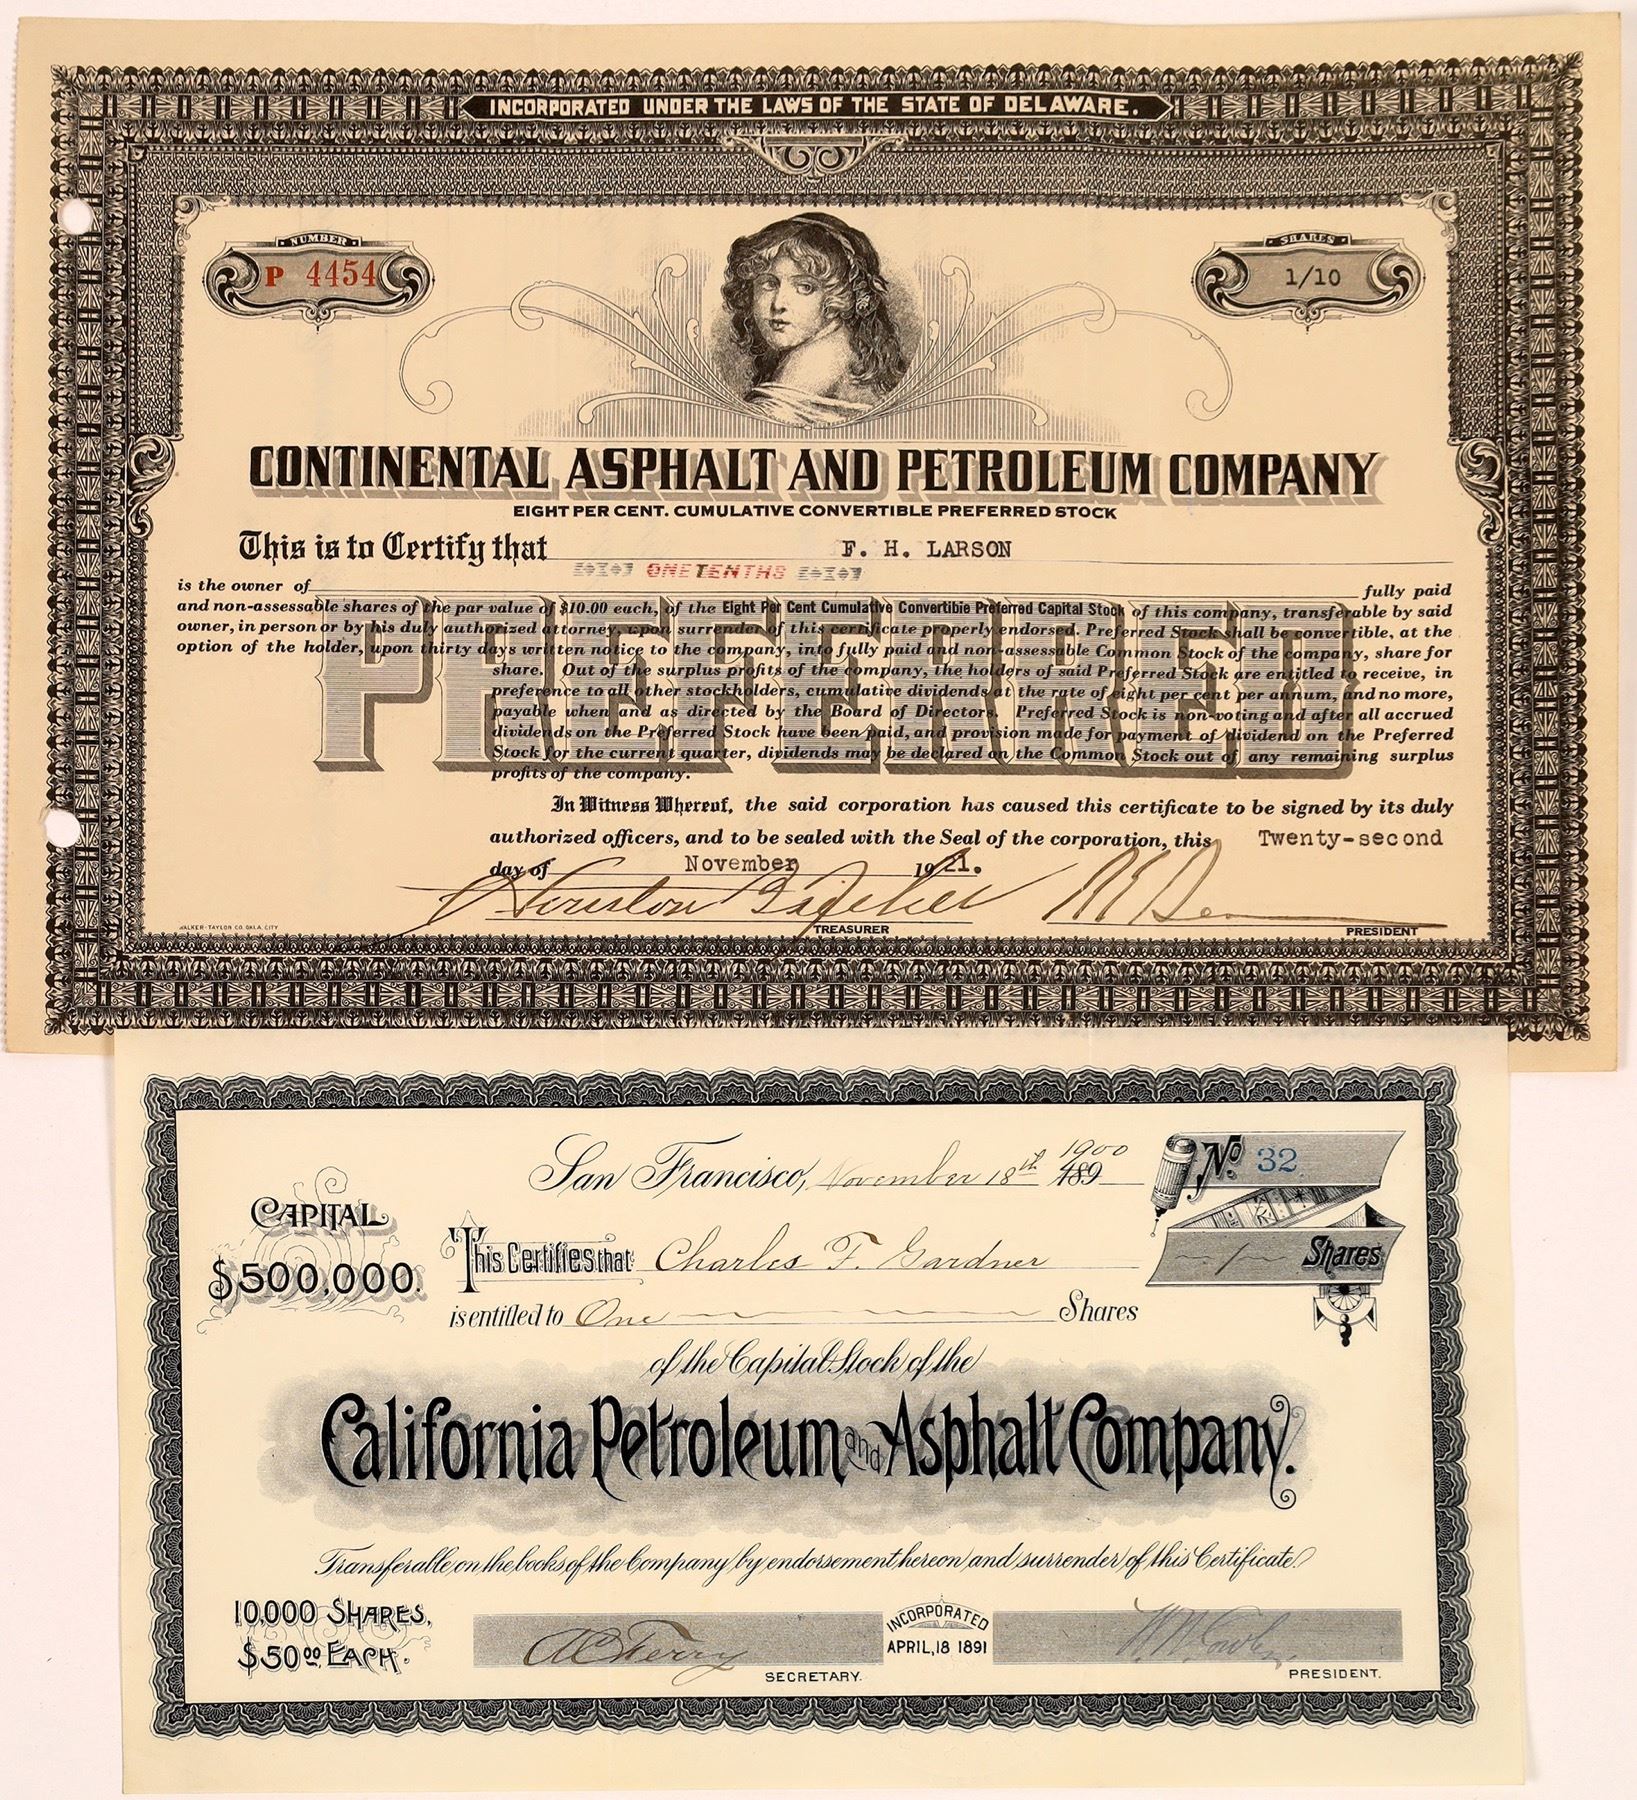 INCORPORATED UNDER THE LAWS OF THE STATE OF DELAWARE.
NUMBER
P 4454
SHARES
1/10
CONTINENTAL ASPHALT AND PETROLEUM COMPANY
EIGHT PER CENT. CUMULATIVE CONVERTIBLE PREFERRED STOCK
This is to Certify that F. H. LARSON
ONE TENTHS
is the owner of fully paid
and non-assessable shares of the par value of $10.00 each, of the Eight Per Cent Cumulative Convertible Preferred Capital Stock of this company, transferable by said
owner, in person or by his duly authorized attorney, upon surrender of this certificate properly endorsed. Preferred Stock shall be convertible, at the
option of the holder, upon thirty days written notice to the company, into fully paid and non-assessable Common Stock of the company, share for
share. Out of the surplus profits of the company, the holders of said Preferred Stock are entitled to receive, in
preference to all other stockholders, cumulative dividends at the rate of eight per cent per annum, and no more,
payable when and as directed by the Board of Directors. Preferred Stock is non-voting and after all accrued
dividends on the Preferred Stock have been paid, and provision made for payment of dividend on the Preferred
Stock for the current quarter, dividends may be declared on the Common Stock out of any remaining surplus
profits of the company.
PREFERRED
In Witness Whereof, the said corporation has caused this certificate to be signed by its duly
authorized officers, and to be sealed with the Seal of the corporation, this Twenty-second
day of November 1921.
TREASURER
PRESIDENT
WALKER-TAYLOR CO. OKLA. CITY
San Francisco, November 18th 1900
189
No. 32
CAPITAL
$500,000.
This Certifies that Charles F. Gardner
1 Shares
is entitled to One Shares
of the Capital Stock of the
California Petroleum and Asphalt Company.
Transferable on the books of the Company by endorsement hereon and surrender of this Certificate
10,000 SHARES,
$50.00 EACH.
A C Ferry
SECRETARY.
INCORPORATED
APRIL, 18 1891
PRESIDENT.